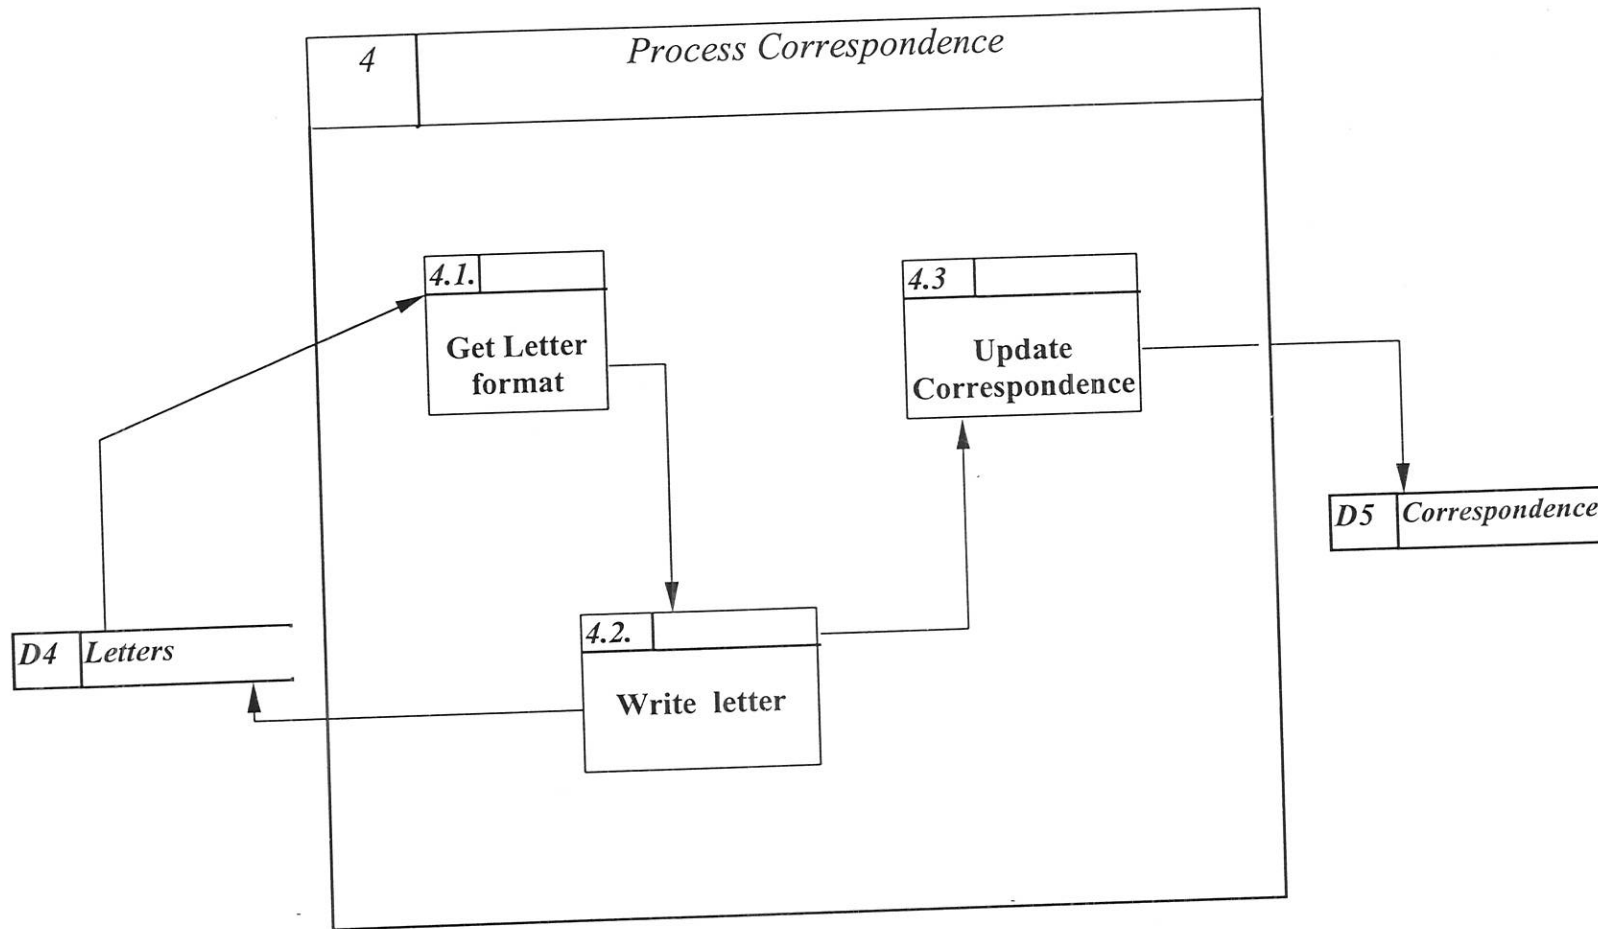 4
Process Correspondence
4.1.
Get Letter
format
4.3
Update
Correspondence
D5
Correspondence
4.2.
Write letter
D4
Letters